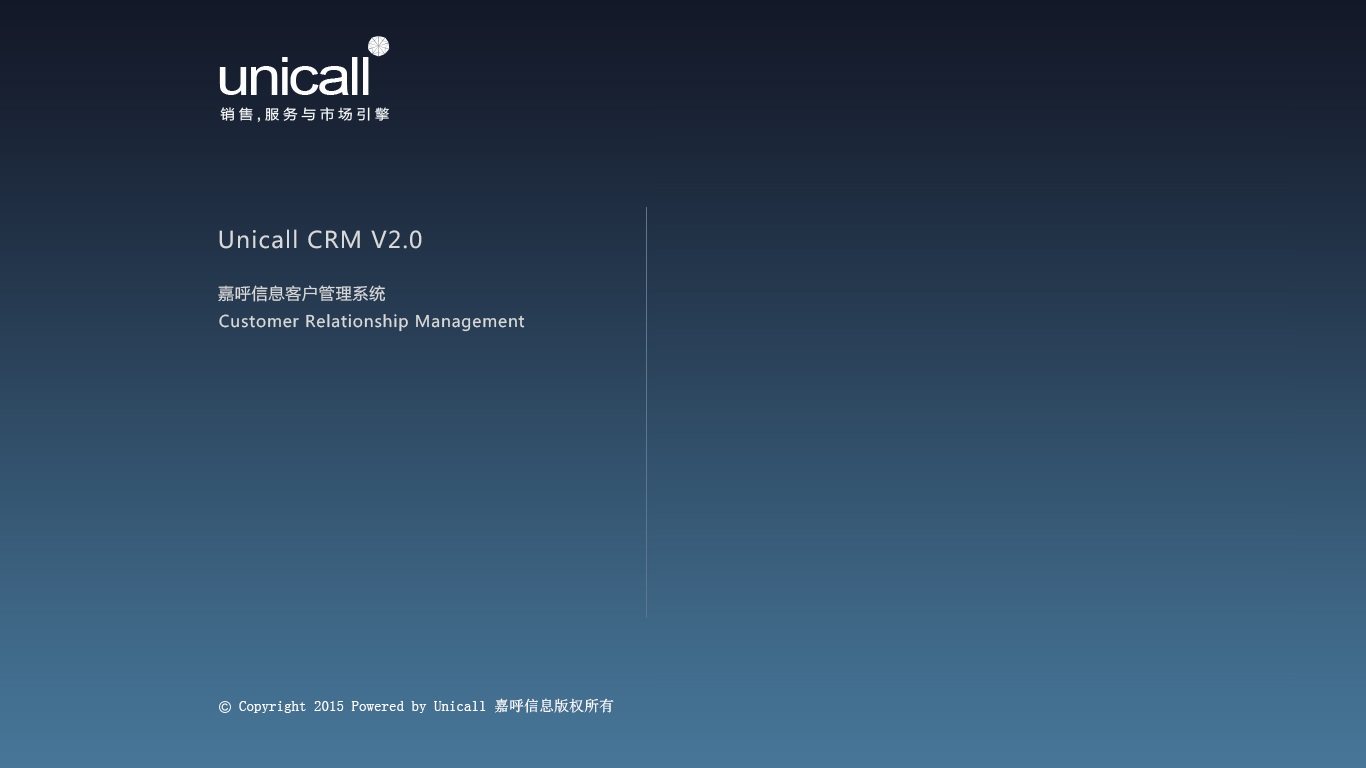 unicall
销售,服务与市场引擎
Unicall CRM V2.0
嘉呼信息客户管理系统
Customer Relationship Management
© Copyright 2015 Powered by Unicall 嘉呼信息版权所有